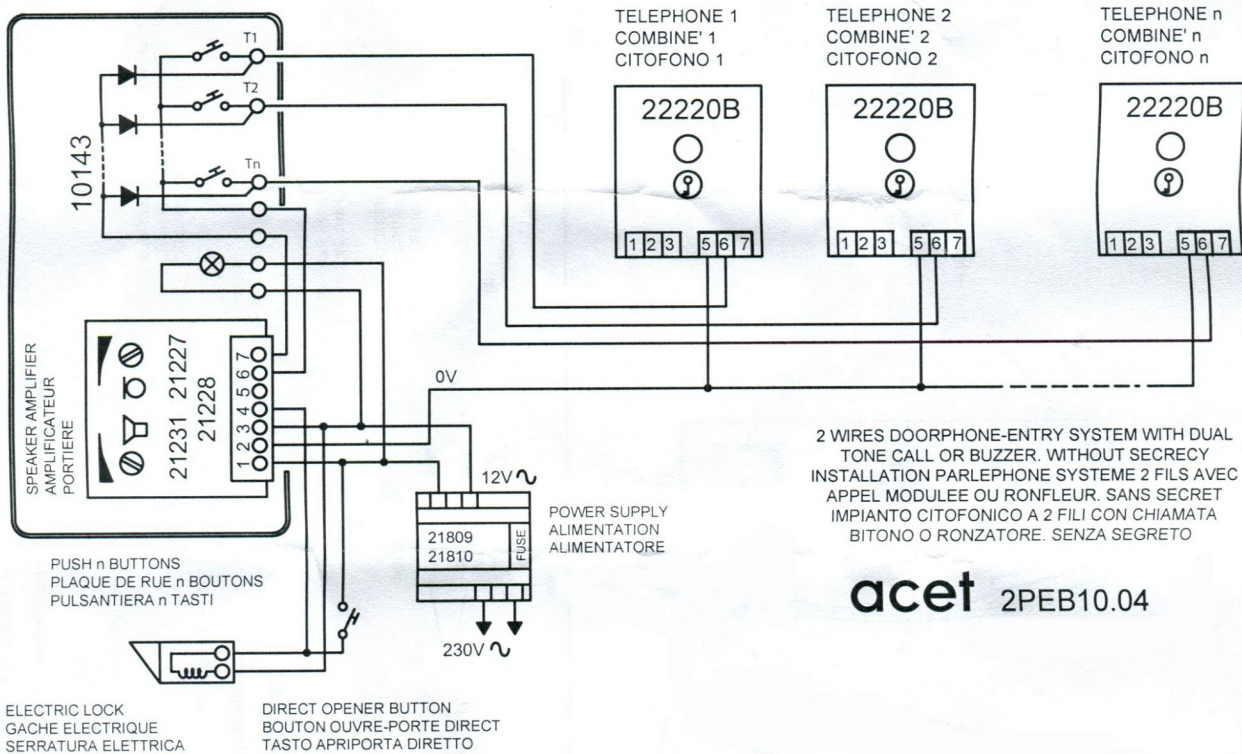 TELEPHONE 1
COMBINE' 1
CITOFONO 1
TELEPHONE 2
COMBINE' 2
CITOFONO 2
TELEPHONE n
COMBINE' n
CITOFONO n
T1
T2
Tn
10143
22220B
22220B
22220B
1 2 3 5 6 7
1 2 3 5 6 7
1 2 3 5 6 7
SPEAKER AMPLIFIER
AMPLIFICATEUR
PORTIERE
21231 21227
21228
7
6
5
4
3
2
1
0V
12V
21809
21810
FUSE
230V
POWER SUPPLY
ALIMENTATION
ALIMENTATORE
PUSH n BUTTONS
PLAQUE DE RUE n BOUTONS
PULSANTIERA n TASTI
2 WIRES DOORPHONE-ENTRY SYSTEM WITH DUAL
TONE CALL OR BUZZER. WITHOUT SECRECY
INSTALLATION PARLEPHONE SYSTEME 2 FILS AVEC
APPEL MODULEE OU RONFLEUR. SANS SECRET
IMPIANTO CITOFONICO A 2 FILI CON CHIAMATA
BITONO O RONZATORE. SENZA SEGRETO
acet 2PEB10.04
ELECTRIC LOCK
GACHE ELECTRIQUE
SERRATURA ELETTRICA
DIRECT OPENER BUTTON
BOUTON OUVRE-PORTE DIRECT
TASTO APRIPORTA DIRETTO